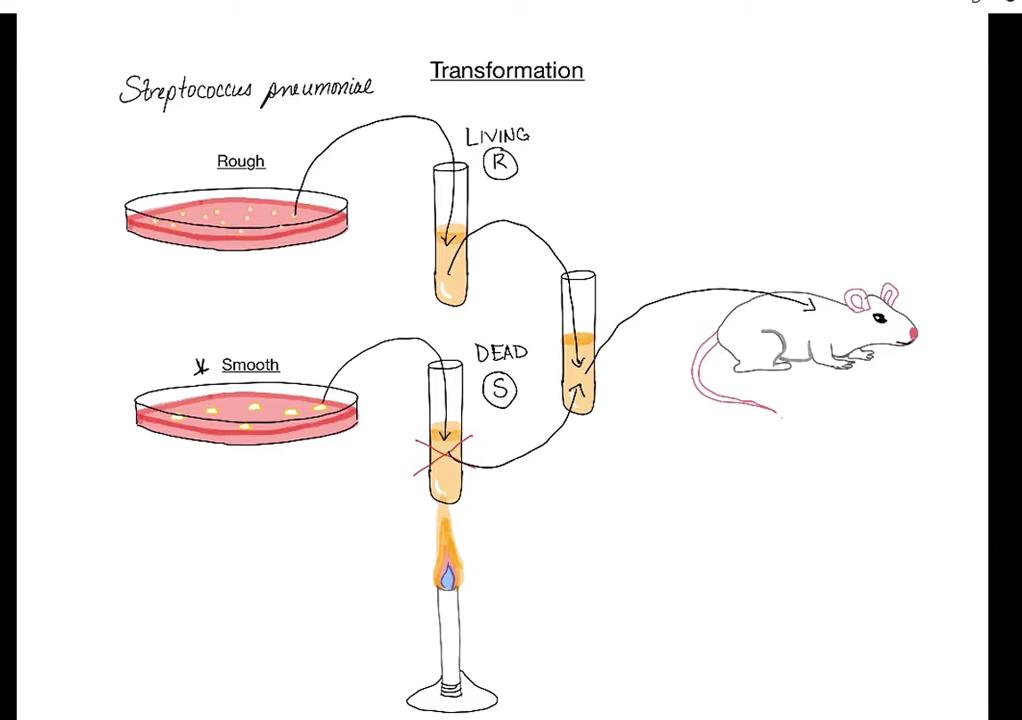 Transformation
Streptococcus pneumoniae
LIVING
R
Rough
DEAD
S
Smooth